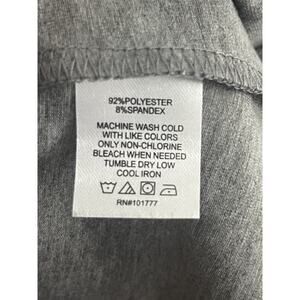 92%POLYESTER
8%SPANDEX
MACHINE WASH COLD
WITH LIKE COLORS
ONLY NON-CHLORINE
BLEACH WHEN NEEDED
TUMBLE DRY LOW
COOL IRON
RN#101777